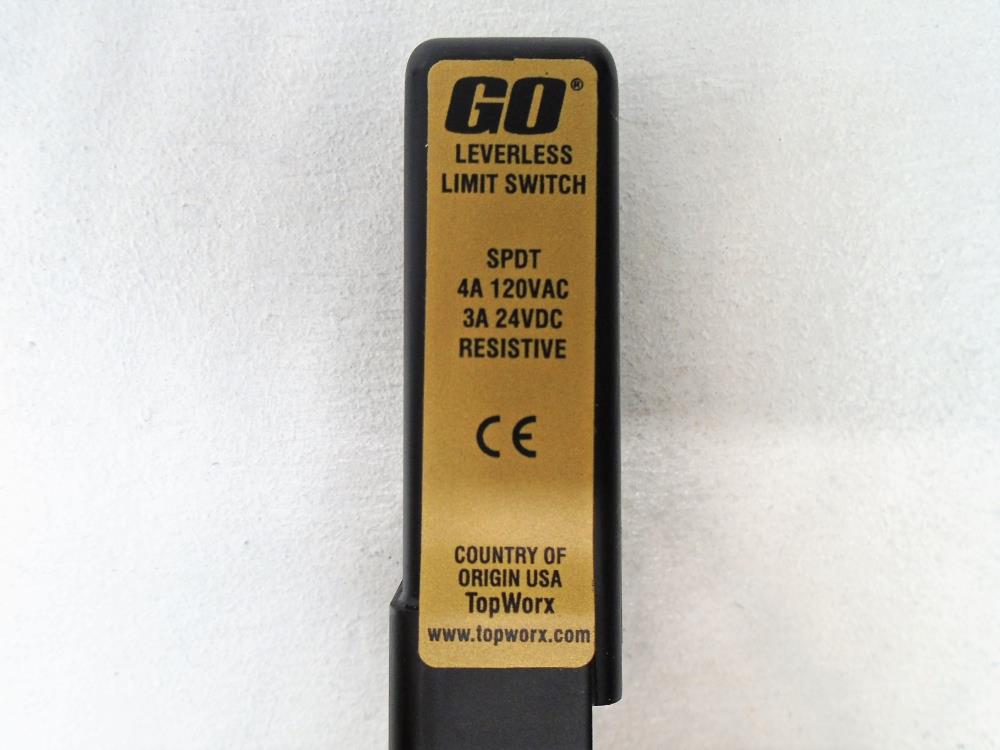 GO®
LEVERLESS
LIMIT SWITCH
SPDT
4A 120VAC
3A 24VDC
RESISTIVE
CE
COUNTRY OF
ORIGIN USA
TopWorx
www.topworx.com